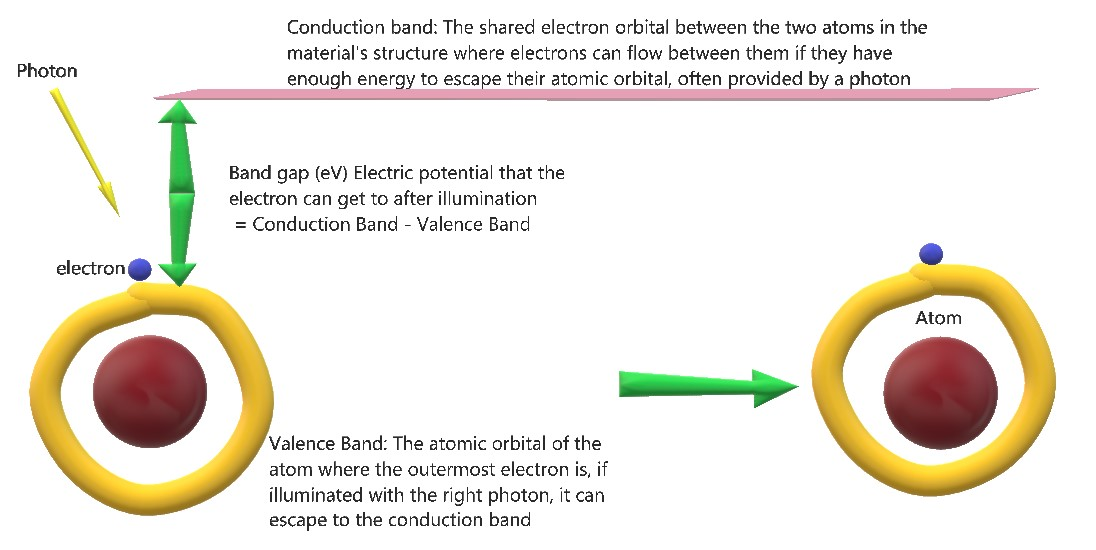 Conduction band: The shared electron orbital between the two atoms in the
material's structure where electrons can flow between them if they have
enough energy to escape their atomic orbital, often provided by a photon
Photon
Band gap (eV) Electric potential that the
electron can get to after illumination
= Conduction Band - Valence Band
electron
Atom
Valence Band: The atomic orbital of the
atom where the outermost electron is, if
illuminated with the right photon, it can
escape to the conduction band